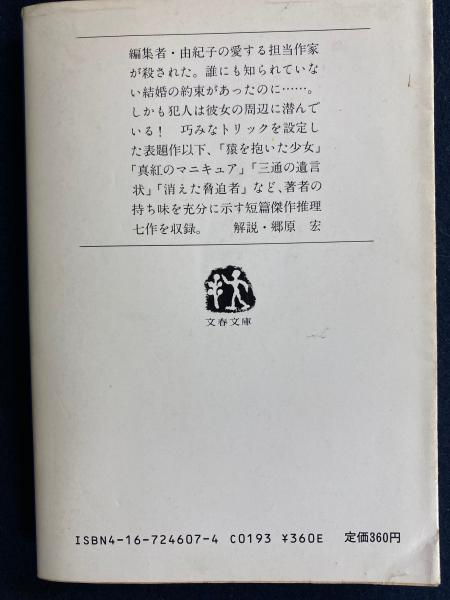 編集者・由紀子の愛する担当作家
が殺された。誰にも知られていな
い結婚の約束があったのに……。
しかも犯人は彼女の周辺に潜んで
いる!　巧みなトリックを設定し
た表題作以下、「猿を抱いた少女」
「真紅のマニキュア」「三通の遺言
状」「消えた脅迫者」など、著者の
持ち味を充分に示す短篇傑作推理
七作を収録。　解説・郷原　宏
文春文庫
ISBN4-16-724607-4 C0193 ¥360E 定価360円